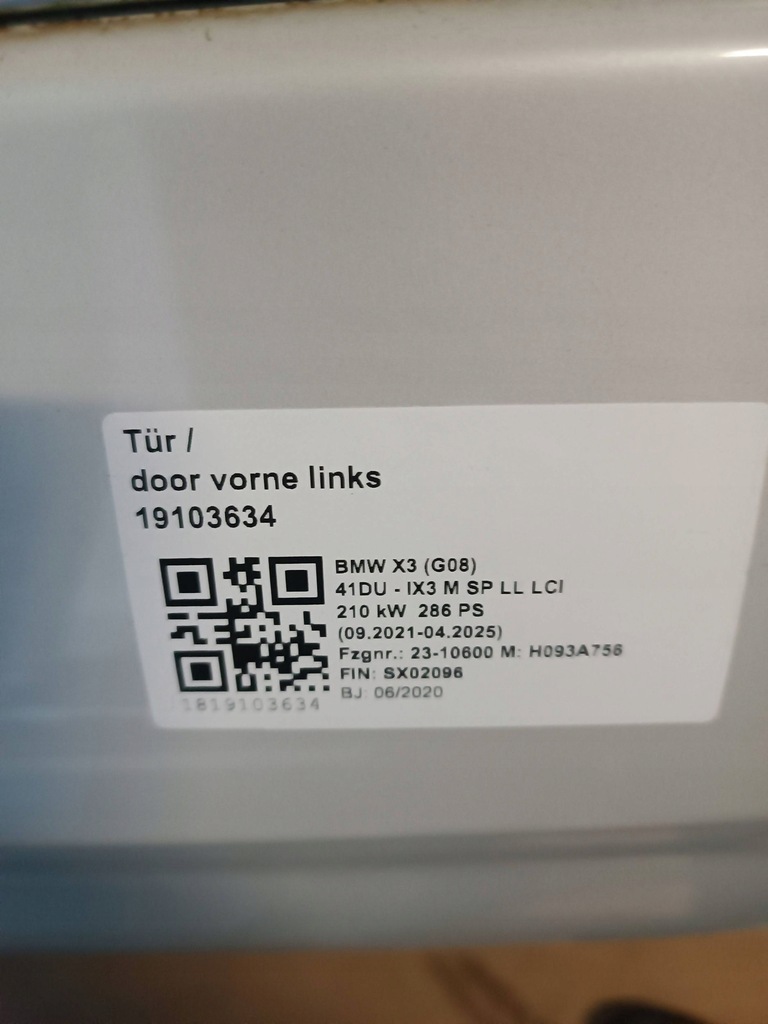 Tür /
door vorne links
19103634
BMW X3 (G08)
41DU - IX3 M SP LL LCI
210 kW 286 PS
(09.2021-04.2025)
Fzgnr.: 23-10600 M: H093A756
FIN: SX02096
BJ: 06/2020
1819103634